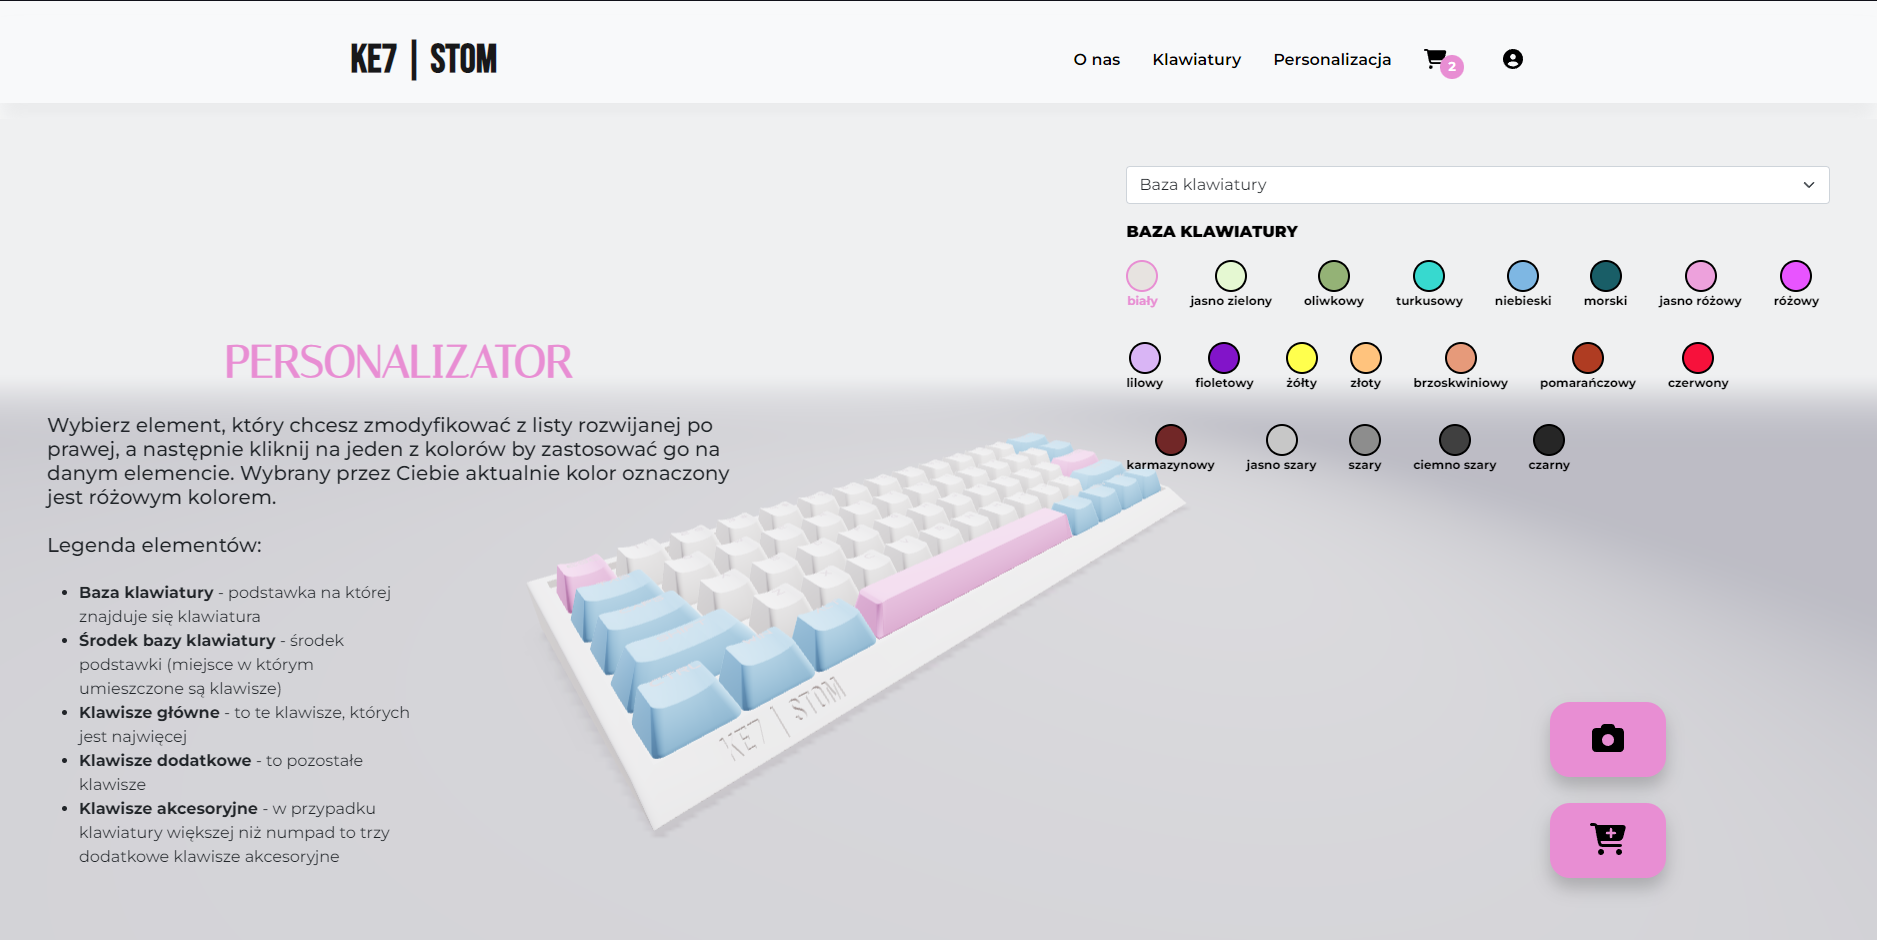 KE7 | STOM
O nas
Klawiatury
Personalizacja
2
Baza klawiatury
BAZA KLAWIATURY
biały
jasno zielony
oliwkowy
turkusowy
niebieski
morski
jasno różowy
różowy
lilowy
fioletowy
żółty
złoty
brzoskwiniowy
pomarańczowy
czerwony
karmazynowy
jasno szary
szary
ciemno szary
czarny
PERSONALIZATOR
Wybierz element, który chcesz zmodyfikować z listy rozwijanej po
prawej, a następnie kliknij na jeden z kolorów by zastosować go na
danym elemencie. Wybrany przez Ciebie aktualnie kolor oznaczony
jest różowym kolorem.
Legenda elementów:
Baza klawiatury - podstawka na której
znajduje się klawiatura
Środek bazy klawiatury - środek
podstawki (miejsce w którym
umieszczone są klawisze)
Klawisze główne - to te klawisze, których
jest najwięcej
Klawisze dodatkowe - to pozostałe
klawisze
Klawisze akcesoryjne - w przypadku
klawiatury większej niż numpad to trzy
dodatkowe klawisze akcesoryjne
KE7 | STOM